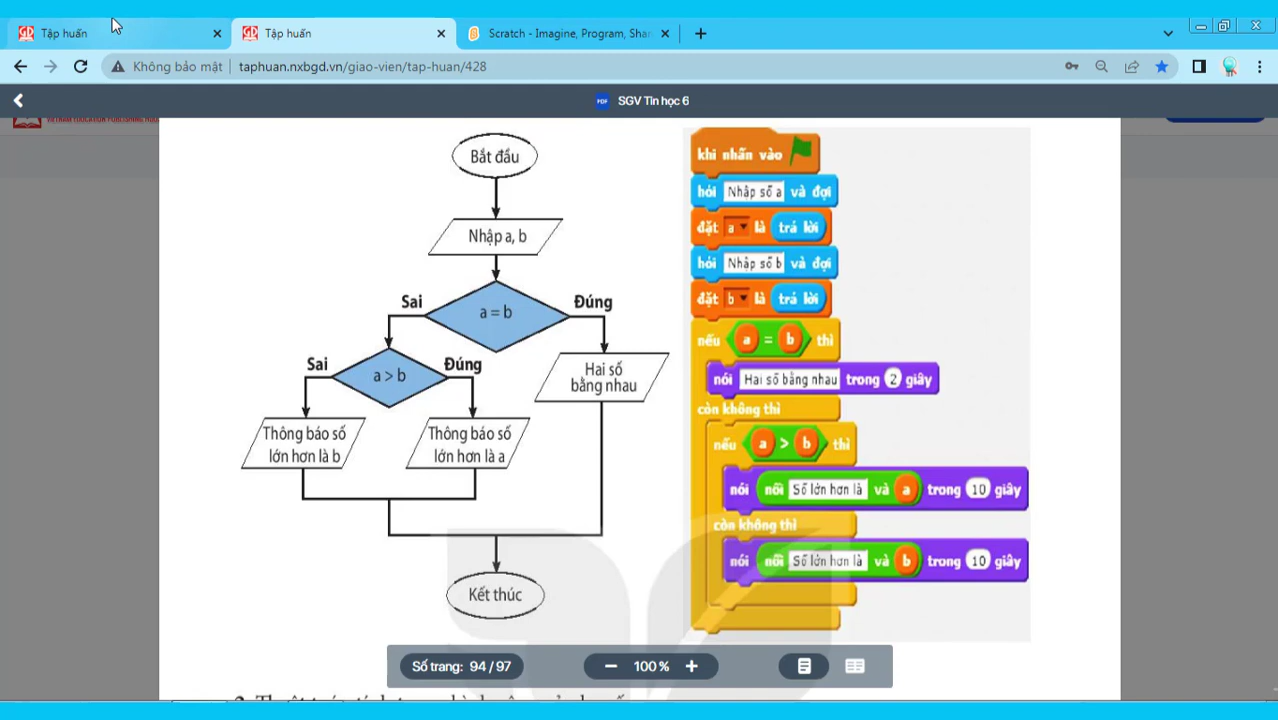 Tập huấn
Tập huấn
Scratch - Imagine, Program, Shar
Không bảo mật
taphuan.nxbgd.vn/giao-vien/tap-huan/428
SGV Tin học 6
Bắt đầu
Nhập a, b
Sai
Đúng
a = b
Sai
Đúng
a > b
Hai số
bằng nhau
Thông báo số
lớn hơn là b
Thông báo số
lớn hơn là a
Kết thúc
khi nhấn vào
hỏi Nhập số a và đợi
đặt a là trả lời
hỏi Nhập số b và đợi
đặt b là trả lời
nếu a = b thì
nói Hai số bằng nhau trong 2 giây
còn không thì
nếu a > b thì
nói nối Số lớn hơn là và a trong 10 giây
còn không thì
nói nối Số lớn hơn là và b trong 10 giây
Số trang: 94 / 97
100 %